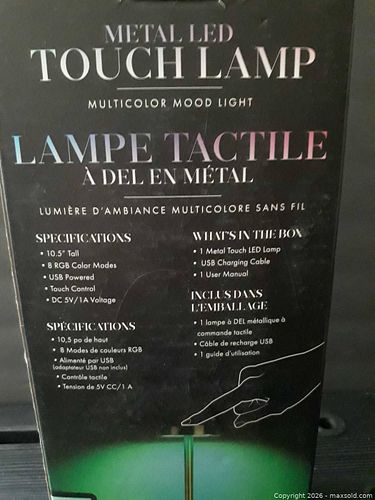 METAL LED
TOUCH LAMP
MULTICOLOR MOOD LIGHT
LAMPE TACTILE
À DEL EN MÉTAL
LUMIÈRE D'AMBIANCE MULTICOLORE SANS FIL
SPECIFICATIONS
• 10.5" Tall
• 8 RGB Color Modes
• USB Powered
• Touch Control
• DC 5V/1A Voltage
SPÉCIFICATIONS
• 10,5 po de haut
• 8 Modes de couleurs RGB
• Alimenté par USB
(adaptateur USB non inclus)
• Contrôle tactile
• Tension de 5V CC/1 A
WHAT'S IN THE BOX
• 1 Metal Touch LED Lamp
• USB Charging Cable
• 1 User Manual
INCLUS DANS
L'EMBALLAGE
• 1 lampe à DEL métallique à
commande tactile
• Câble de recharge USB
• 1 guide d'utilisation
Copyright 2026 - maxsold.com